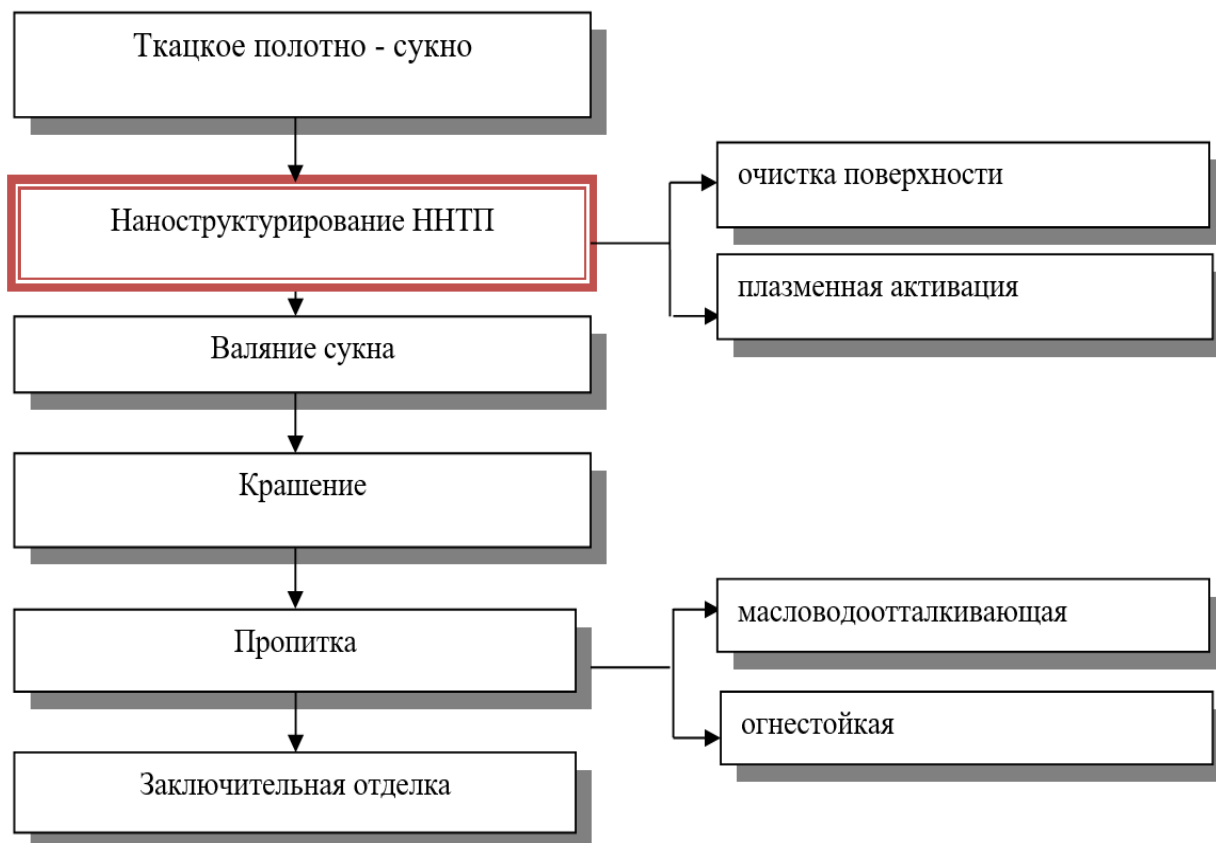 Ткацкое полотно - сукно
Наноструктурирование ННТП
очистка поверхности
плазменная активация
Валяние сукна
Крашение
Пропитка
масловодоотталкивающая
огнестойкая
Заключительная отделка